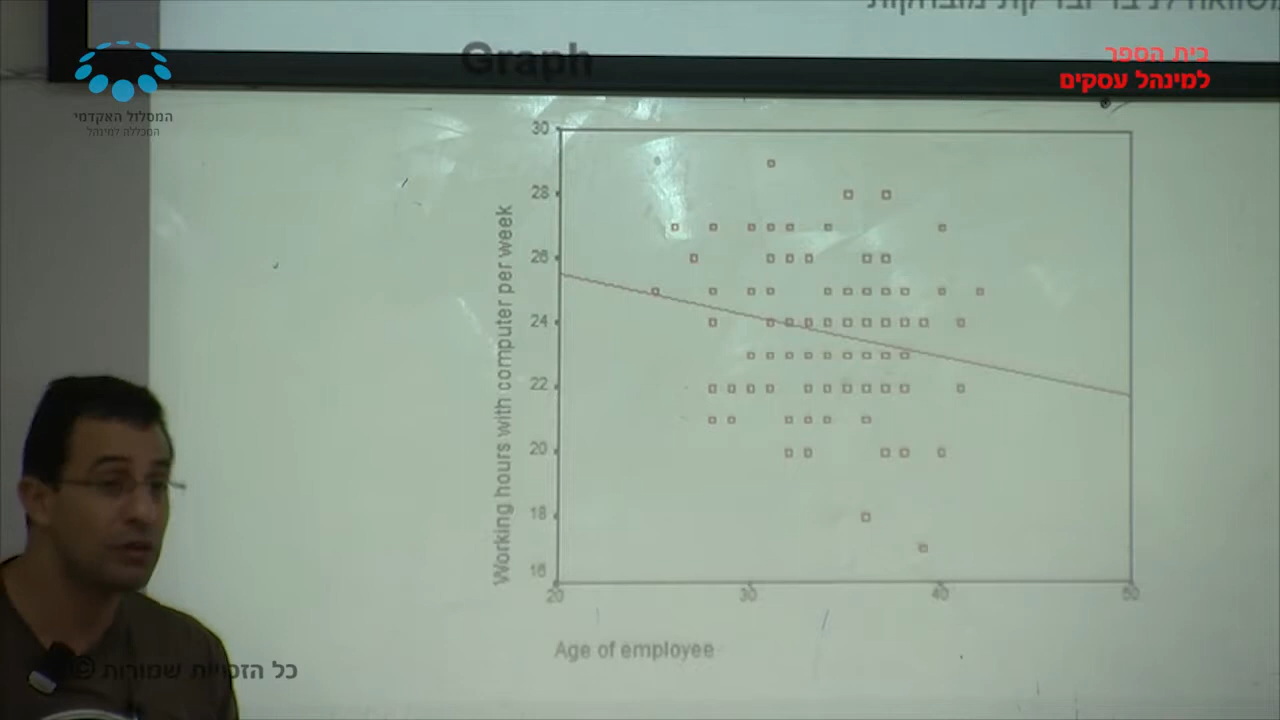 בית הספר
למינהל עסקים
המסלול האקדמי
המכללה למינהל
Graph
30
28
26
24
22
20
18
16
20
30
40
50
Working hours with computer per week
Age of employee
כל הזכויות שמורות ©